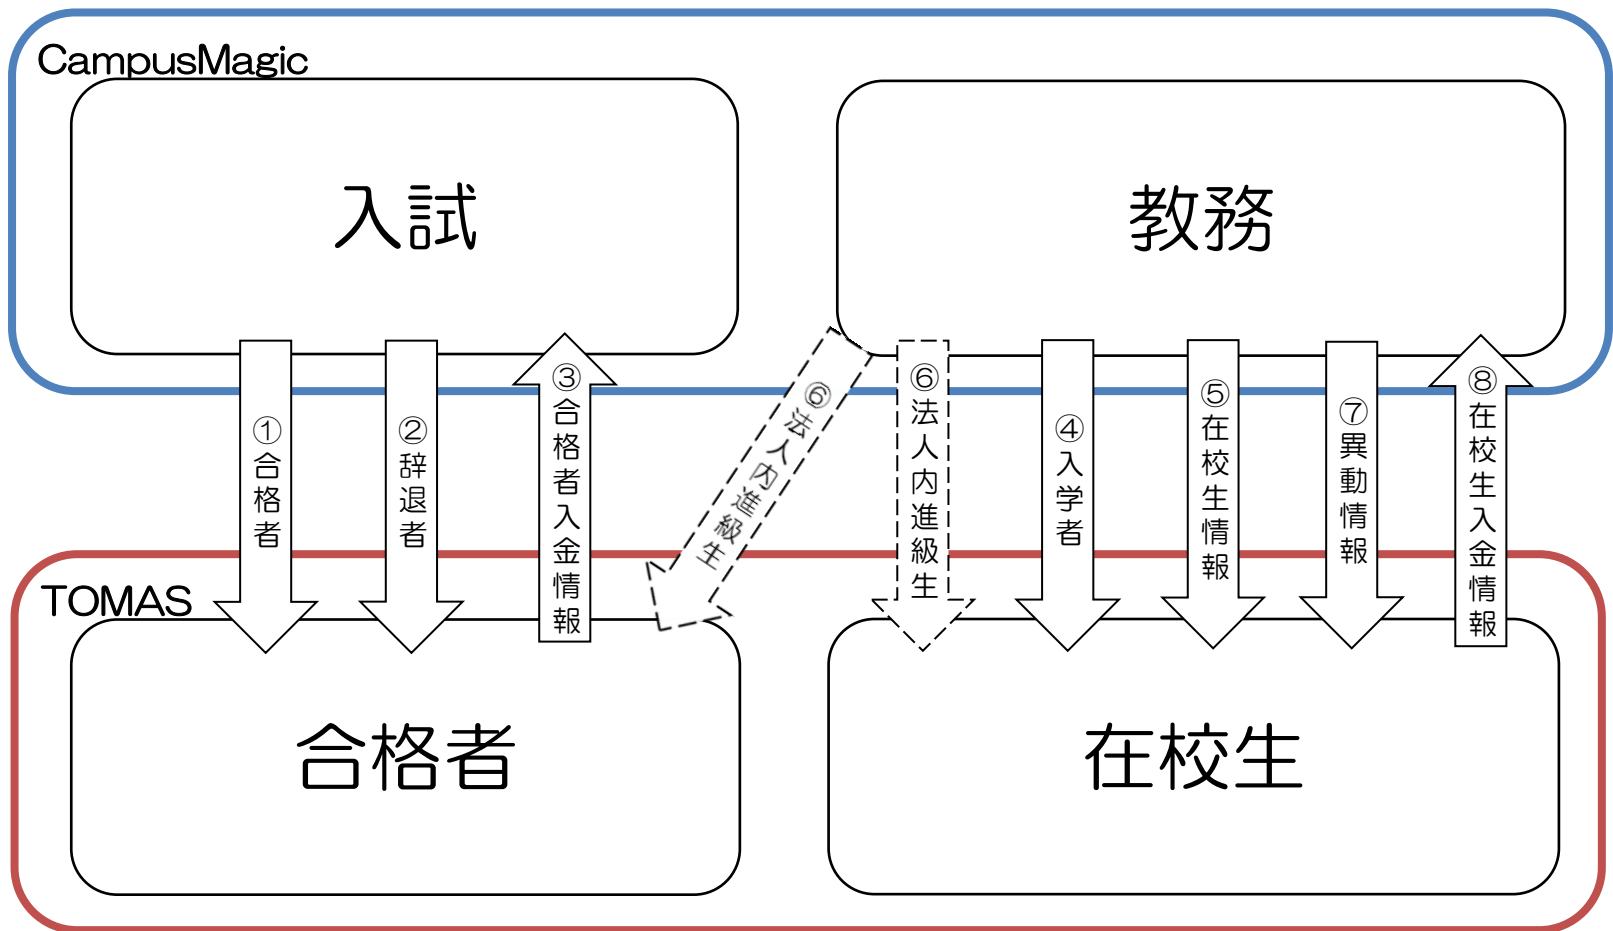 CampusMagic
入試
教務
①合格者
②辞退者
③合格者入金情報
⑥法人内進級生
⑥法人内進級生
④入学者
⑤在校生情報
⑦異動情報
⑧在校生入金情報
TOMAS
合格者
在校生